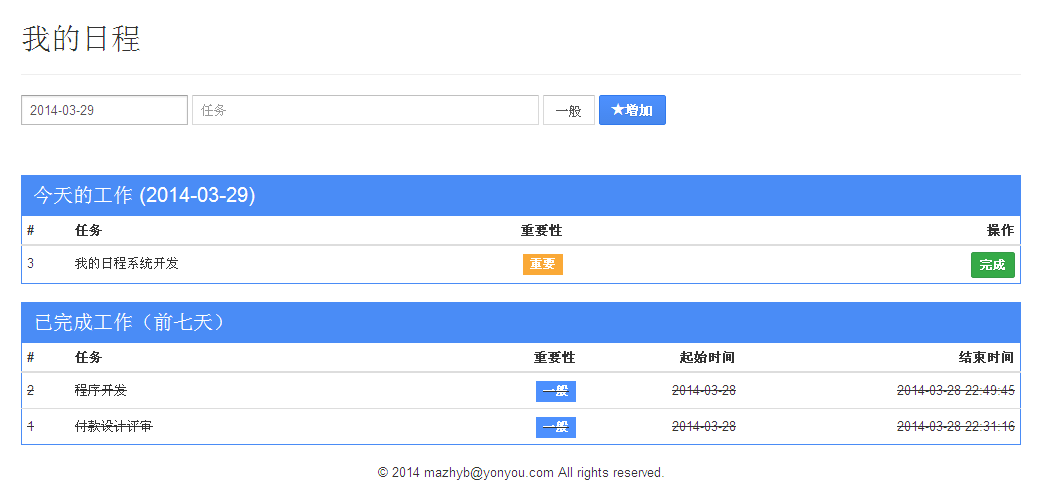 我的日程
2014-03-29 任务 一般 ★增加
今天的工作 (2014-03-29)
# 任务 重要性 操作
3 我的日程系统开发 重要 完成
已完成工作（前七天）
# 任务 重要性 起始时间 结束时间
2 程序开发 一般 2014-03-28 2014-03-28 22:49:45
1 付款设计评审 一般 2014-03-28 2014-03-28 22:31:16
© 2014 mazhyb@yonyou.com All rights reserved.